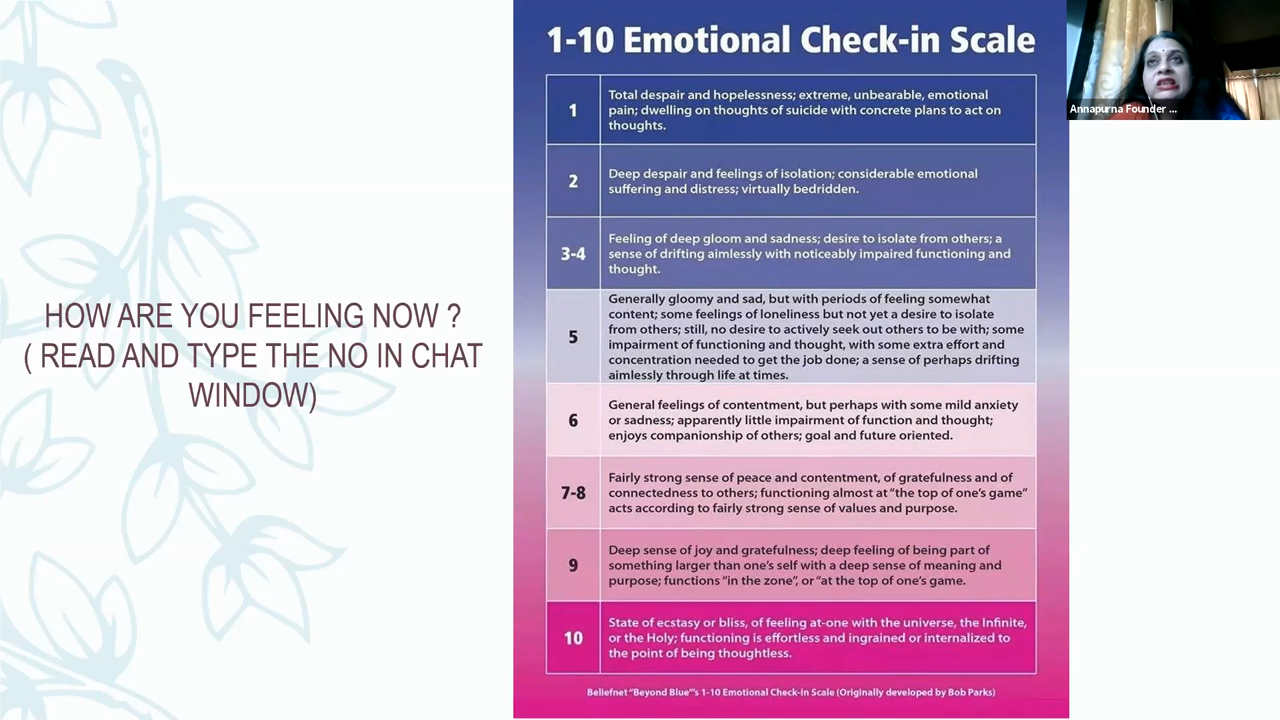 HOW ARE YOU FEELING NOW ?
( READ AND TYPE THE NO IN CHAT
WINDOW)
1-10 Emotional Check-in Scale
1
Total despair and hopelessness; extreme, unbearable, emotional
pain; dwelling on thoughts of suicide with concrete plans to act on
thoughts.
2
Deep despair and feelings of isolation; considerable emotional
suffering and distress; virtually bedridden.
3-4
Feeling of deep gloom and sadness; desire to isolate from others; a
sense of drifting aimlessly with noticeably impaired functioning and
thought.
5
Generally gloomy and sad, but with periods of feeling somewhat
content; some feelings of loneliness but not yet a desire to isolate
from others; still, no desire to actively seek out others to be with; some
impairment of functioning and thought, with some extra effort and
concentration needed to get the job done; a sense of perhaps drifting
aimlessly through life at times.
6
General feelings of contentment, but perhaps with some mild anxiety
or sadness; apparently little impairment of function and thought;
enjoys companionship of others; goal and future oriented.
7-8
Fairly strong sense of peace and contentment, of gratefulness and of
connectedness to others; functioning almost at "the top of one's game"
acts according to fairly strong sense of values and purpose.
9
Deep sense of joy and gratefulness; deep feeling of being part of
something larger than one's self with a deep sense of meaning and
purpose; functions "in the zone", or "at the top of one's game.
10
State of ecstasy or bliss, of feeling at-one with the universe, the Infinite,
or the Holy; functioning is effortless and ingrained or internalized to
the point of being thoughtless.
Beliefnet "Beyond Blue"'s 1-10 Emotional Check-In Scale (Originally developed by Bob Parks)
Annapurna Founder ...